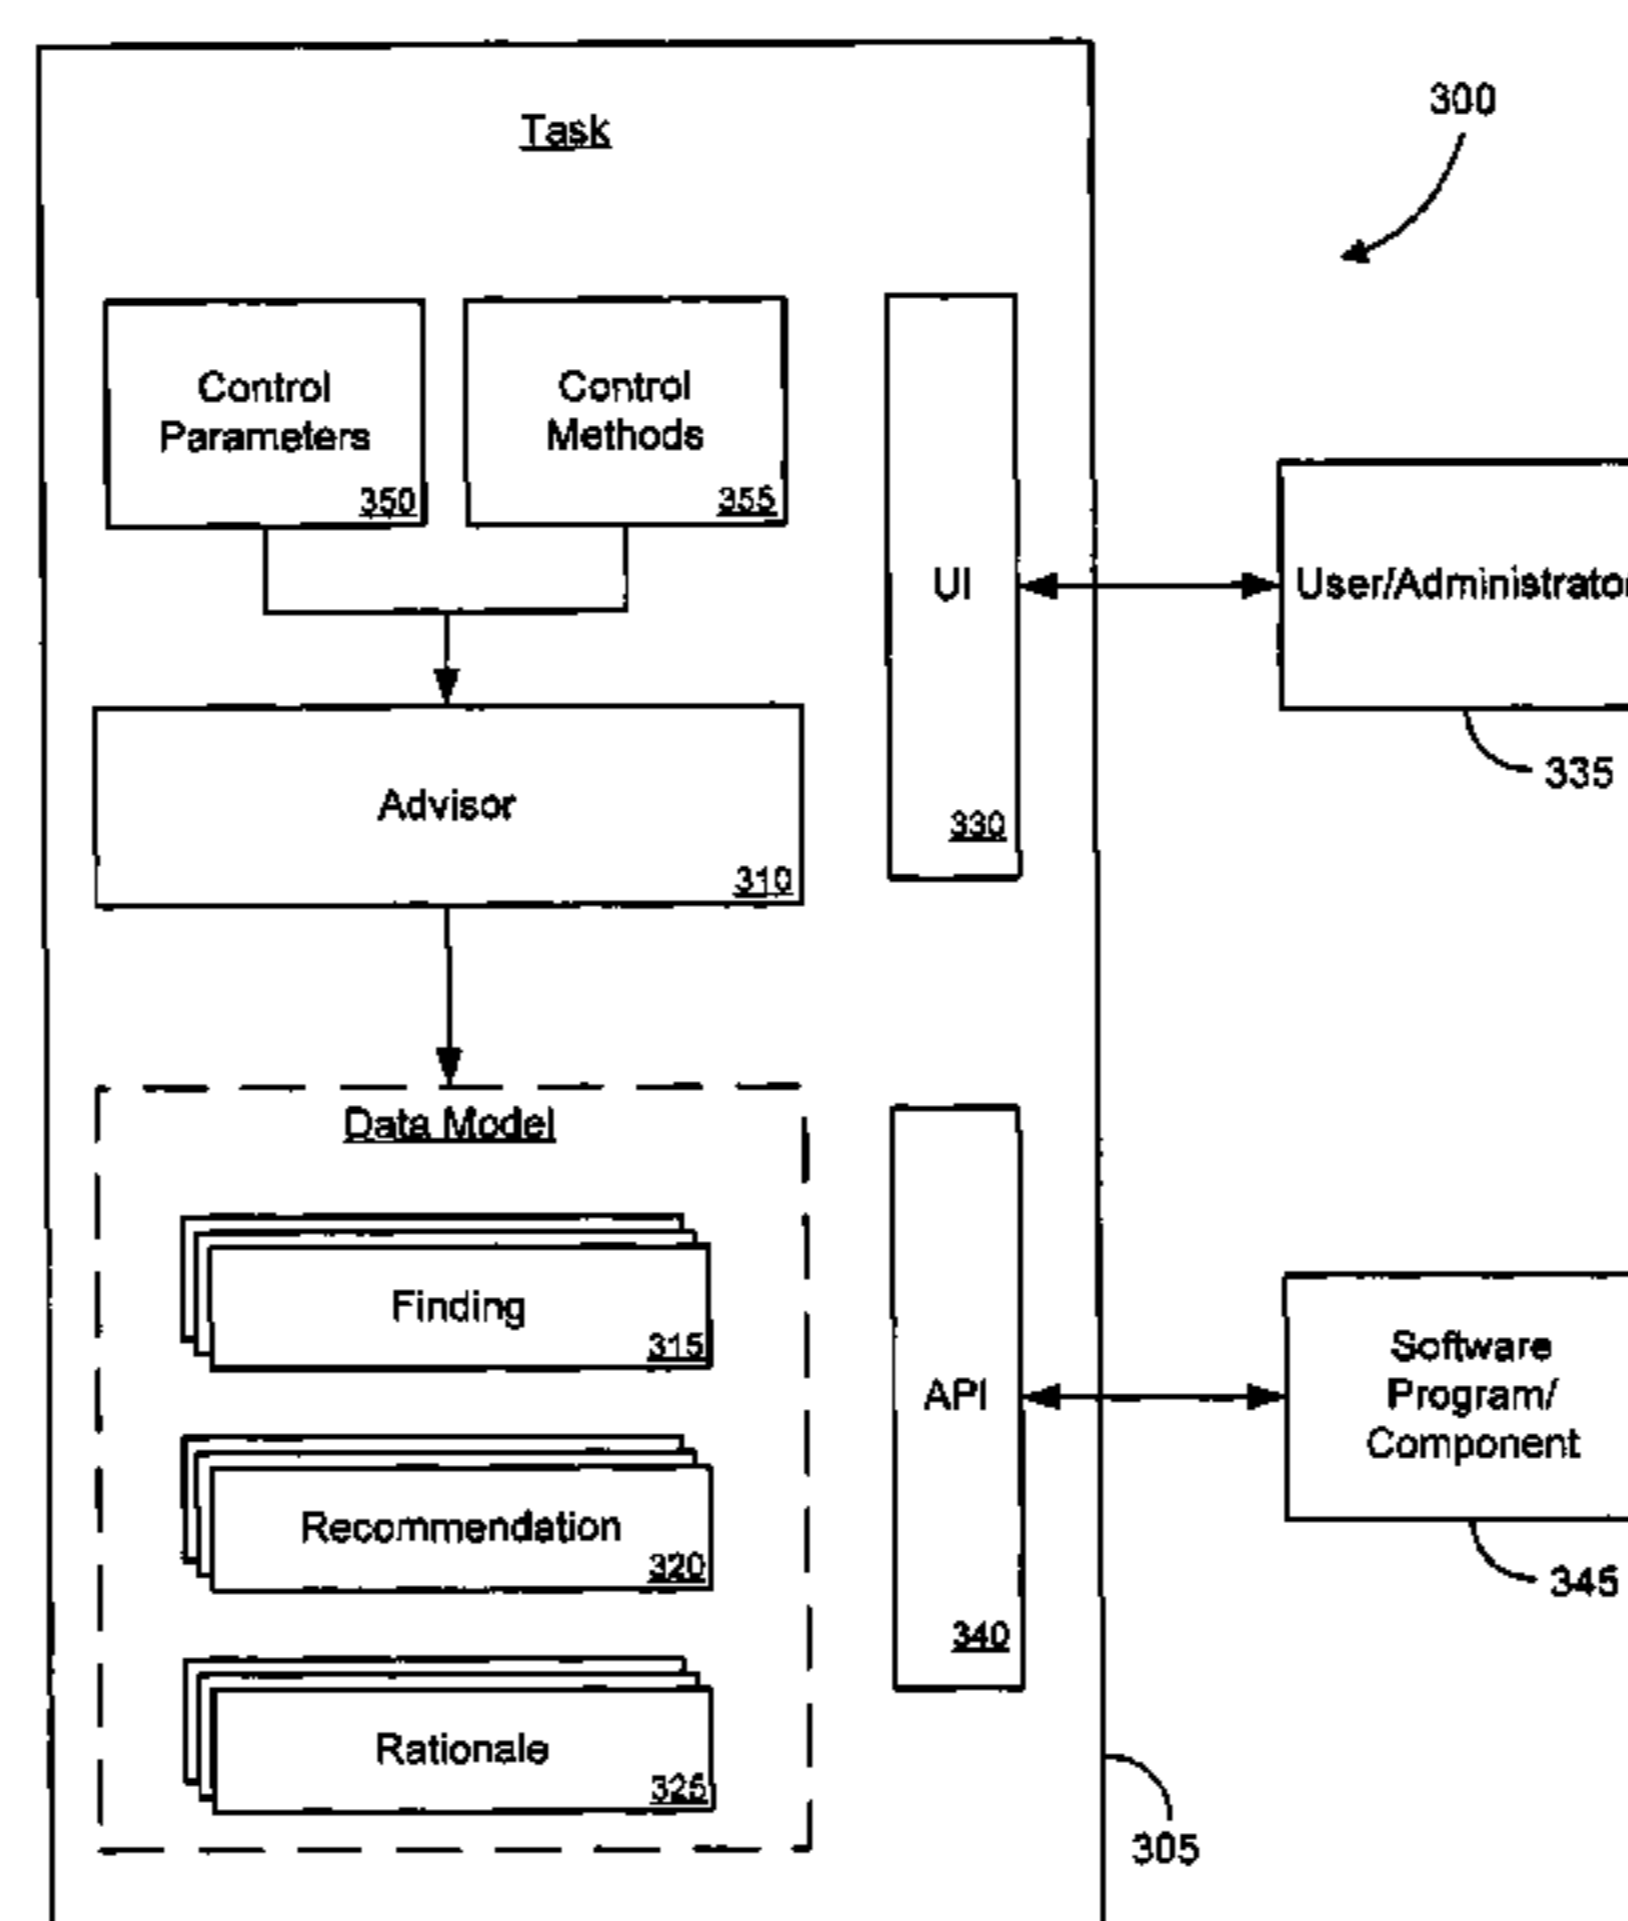 Task
300
Control
Parameters
350
Control
Methods
355
UI
330
User/Administrator
335
Advisor
310
Data Model
Finding
315
Recommendation
320
Rationale
325
API
340
Software
Program/
Component
345
305